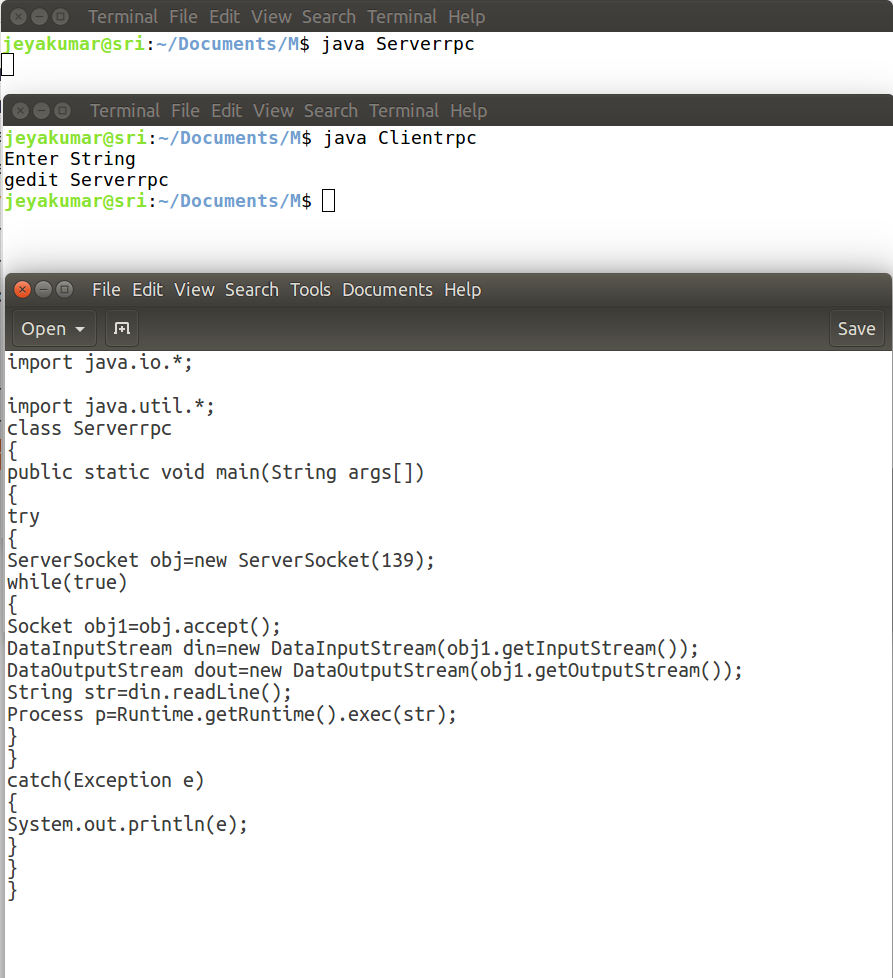 Terminal File Edit View Search Terminal Help
jeyakumar@sri:~/Documents/M$ java Serverrpc
Terminal File Edit View Search Terminal Help
jeyakumar@sri:~/Documents/M$ java Clientrpc
Enter String
gedit Serverrpc
jeyakumar@sri:~/Documents/M$
File Edit View Search Tools Documents Help
Open Save
import java.io.*;
import java.util.*;
class Serverrpc
{
public static void main(String args[])
{
try
{
ServerSocket obj=new ServerSocket(139);
while(true)
{
Socket obj1=obj.accept();
DataInputStream din=new DataInputStream(obj1.getInputStream());
DataOutputStream dout=new DataOutputStream(obj1.getOutputStream());
String str=din.readLine();
Process p=Runtime.getRuntime().exec(str);
}
}
catch(Exception e)
{
System.out.println(e);
}
}
}